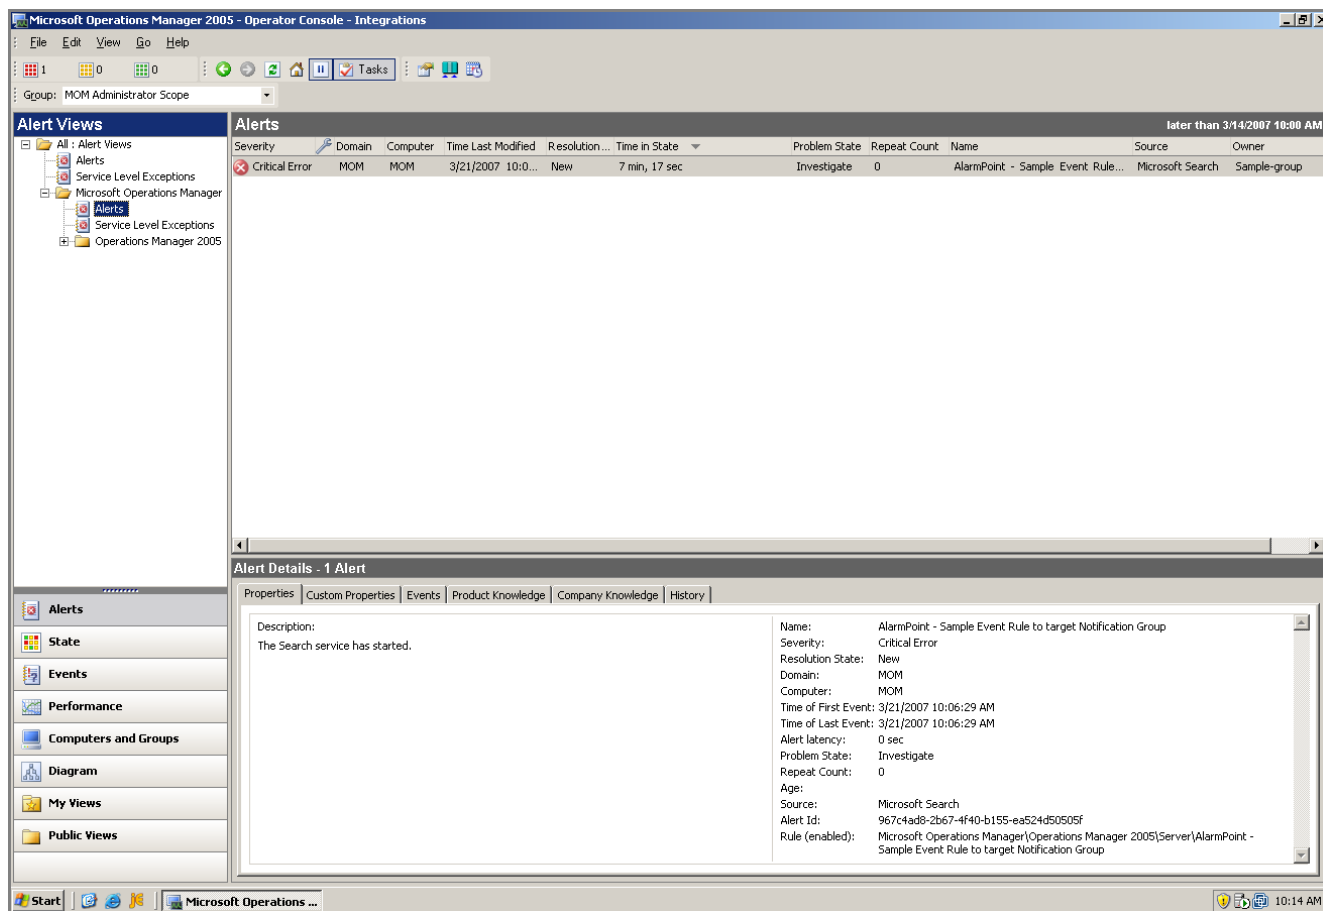 Microsoft Operations Manager 2005 - Operator Console - Integrations
File Edit View Go Help
1 0 0 Tasks
Group: MOM Administrator Scope
Alert Views
All : Alert Views
Alerts
Service Level Exceptions
Microsoft Operations Manager
Alerts
Service Level Exceptions
Operations Manager 2005
Alerts
State
Events
Performance
Computers and Groups
Diagram
My Views
Public Views
Alerts later than 3/14/2007 10:00 AM
Severity Domain Computer Time Last Modified Resolution... Time in State Problem State Repeat Count Name Source Owner
Critical Error MOM MOM 3/21/2007 10:0... New 7 min, 17 sec Investigate 0 AlarmPoint - Sample Event Rule... Microsoft Search Sample-group
Alert Details - 1 Alert
Properties Custom Properties Events Product Knowledge Company Knowledge History
Description:
The Search service has started.
Name: AlarmPoint - Sample Event Rule to target Notification Group
Severity: Critical Error
Resolution State: New
Domain: MOM
Computer: MOM
Time of First Event: 3/21/2007 10:06:29 AM
Time of Last Event: 3/21/2007 10:06:29 AM
Alert latency: 0 sec
Problem State: Investigate
Repeat Count: 0
Age:
Source: Microsoft Search
Alert Id: 967c4ad8-2b67-4f40-b155-ea524d50505f
Rule (enabled): Microsoft Operations Manager\Operations Manager 2005\Server\AlarmPoint -
Sample Event Rule to target Notification Group
Start Microsoft Operations ... 10:14 AM